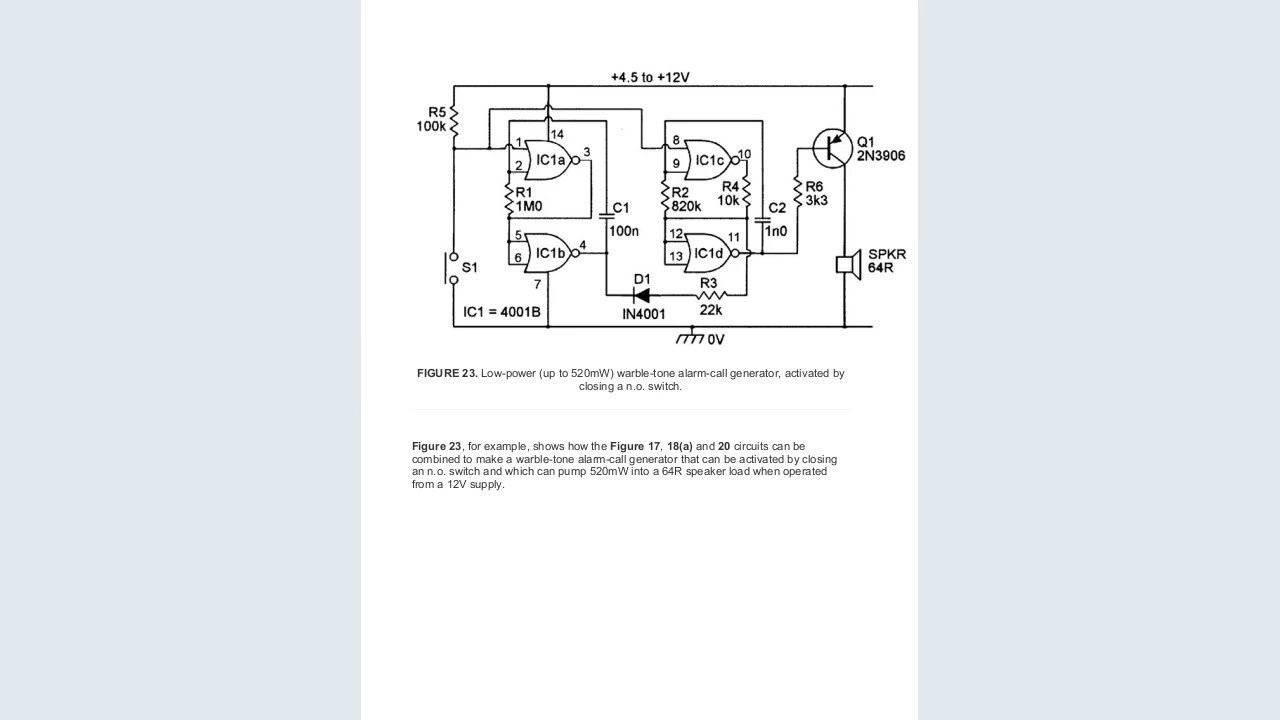 +4.5 to +12V
R5
100k
14
1
3
IC1a
2
8
10
IC1c
9
Q1
2N3906
R1
1M0
R2
820k
R4
10k
R6
3k3
C1
100n
C2
1n0
5
4
IC1b
6
12
11
IC1d
13
S1
7
D1
IN4001
R3
22k
SPKR
64R
IC1 = 4001B
0V
FIGURE 23. Low-power (up to 520mW) warble-tone alarm-call generator, activated by
closing a n.o. switch.
Figure 23, for example, shows how the Figure 17, 18(a) and 20 circuits can be
combined to make a warble-tone alarm-call generator that can be activated by closing
an n.o. switch and which can pump 520mW into a 64R speaker load when operated
from a 12V supply.